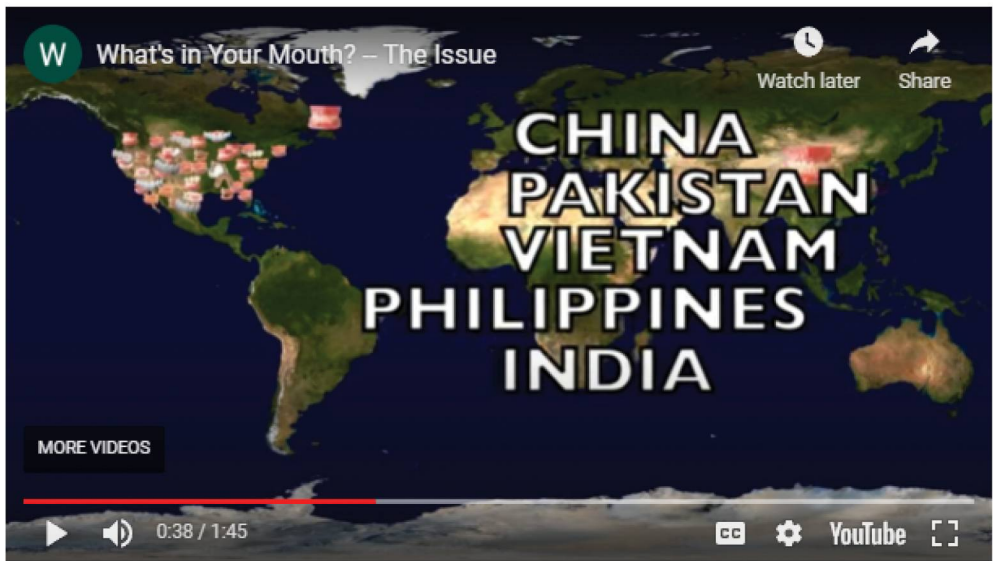 W What's in Your Mouth? – The Issue
Watch later Share
CHINA
PAKISTAN
VIETNAM
PHILIPPINES
INDIA
MORE VIDEOS
0:38 / 1:45
CC YouTube